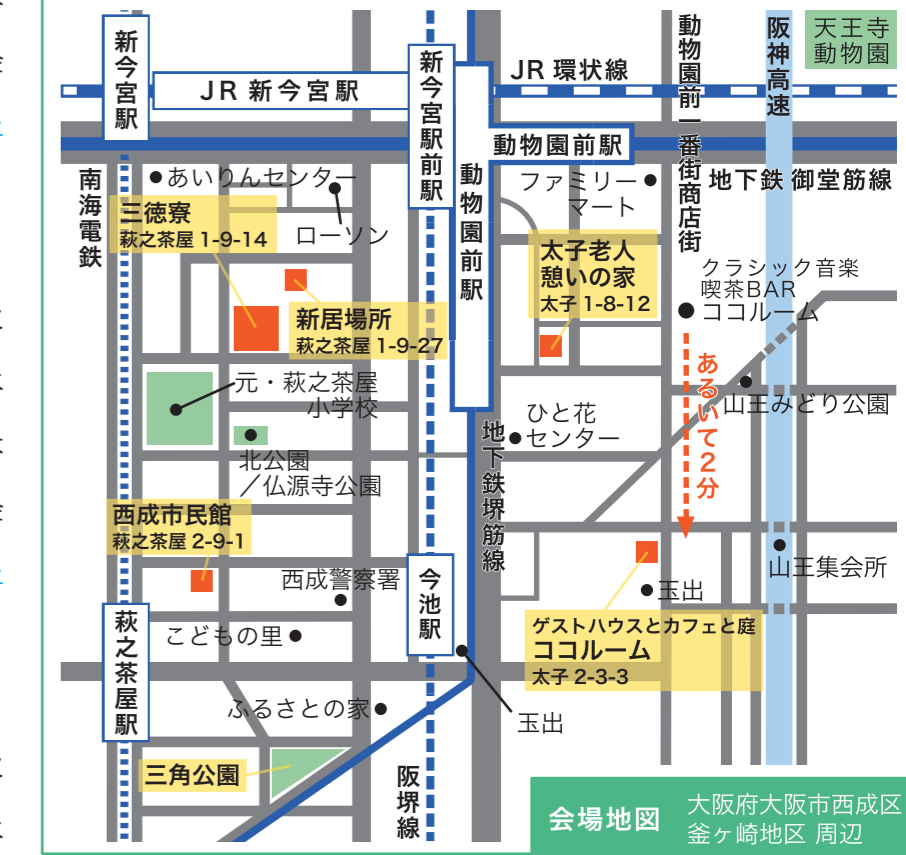 新今宮駅
JR 新今宮駅
新今宮駅前駅
JR 環状線
動物園前一番街商店街
阪神高速
天王寺
動物園
動物園前駅
地下鉄 御堂筋線
南海電鉄
あいりんセンター
ローソン
動物園前駅
ファミリー
マート
三徳寮
萩之茶屋 1-9-14
新居場所
萩之茶屋 1-9-27
太子老人
憩いの家
太子 1-8-12
クラシック音楽
喫茶BAR
ココルーム
あるいて2分
山王みどり公園
元・萩之茶屋
小学校
北公園
／仏源寺公園
ひと花
センター
地下鉄堺筋線
西成市民館
萩之茶屋 2-9-1
西成警察署
今池駅
山王集会所
玉出
ゲストハウスとカフェと庭
ココルーム
太子 2-3-3
萩之茶屋駅
こどもの里
ふるさとの家
玉出
三角公園
阪堺線
会場地図
大阪府大阪市西成区
釜ヶ崎地区 周辺